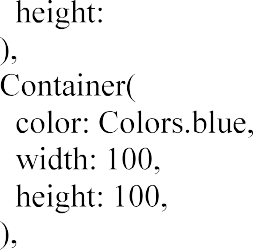 height:
),
Container(
color: Colors.blue,
width: 100,
height: 100,
),